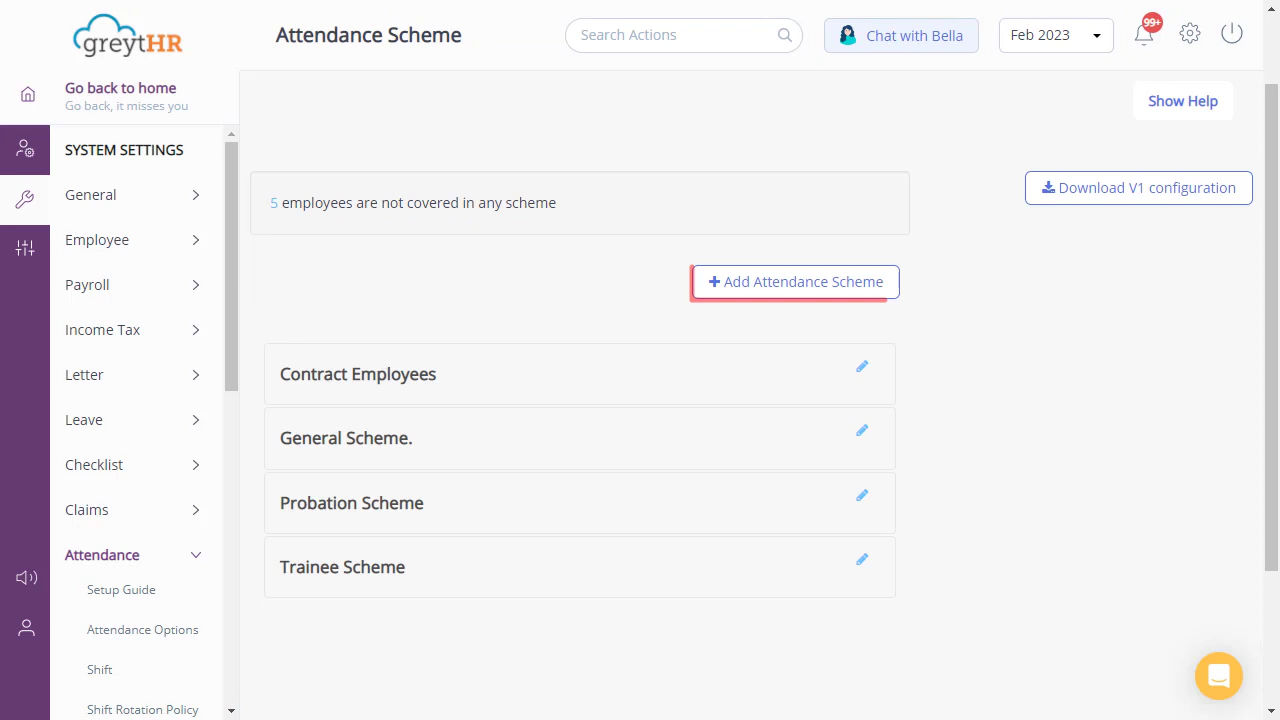 greytHR
Attendance Scheme
Search Actions
Chat with Bella
Feb 2023
99+
Go back to home
Go back, it misses you
Show Help
SYSTEM SETTINGS
General
Employee
Payroll
Income Tax
Letter
Leave
Checklist
Claims
Attendance
Setup Guide
Attendance Options
Shift
Shift Rotation Policy
5 employees are not covered in any scheme
Download V1 configuration
Add Attendance Scheme
Contract Employees
General Scheme.
Probation Scheme
Trainee Scheme